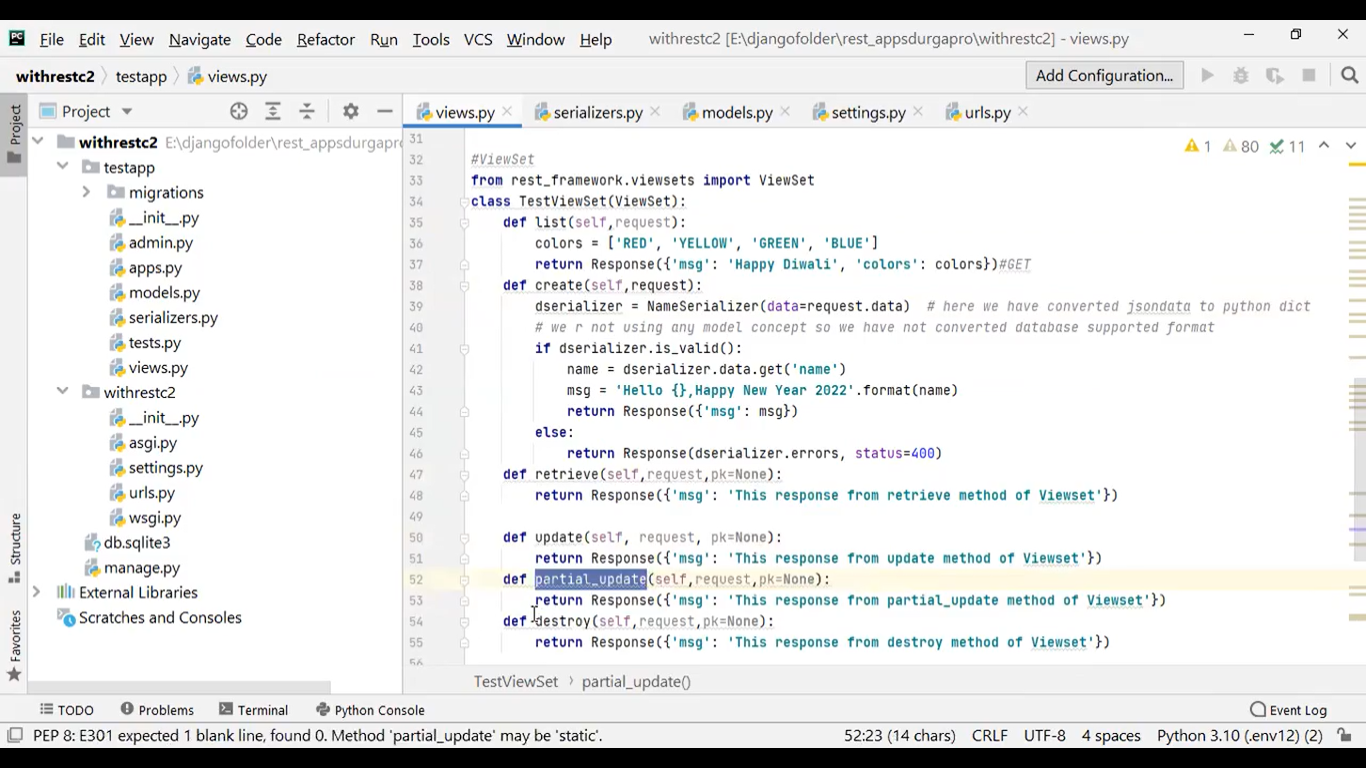 PC File Edit View Navigate Code Refactor Run Tools VCS Window Help withrestc2 [E:\djangofolder\rest_appsdurgapro\withrestc2] - views.py
withrestc2 testapp views.py Add Configuration...
Project
Project
views.py serializers.py models.py settings.py urls.py
withrestc2 E:\djangofolder\rest_appsdurgapro
testapp
migrations
__init__.py
admin.py
apps.py
models.py
serializers.py
tests.py
views.py
withrestc2
__init__.py
asgi.py
settings.py
urls.py
wsgi.py
db.sqlite3
manage.py
External Libraries
Scratches and Consoles
Structure
Favorites
1 80 11
31
32 #ViewSet
33 from rest_framework.viewsets import ViewSet
34 class TestViewSet(ViewSet):
35 def list(self,request):
36 colors = ['RED', 'YELLOW', 'GREEN', 'BLUE']
37 return Response({'msg': 'Happy Diwali', 'colors': colors})#GET
38 def create(self,request):
39 dserializer = NameSerializer(data=request.data) # here we have converted jsondata to python dict
40 # we r not using any model concept so we have not converted database supported format
41 if dserializer.is_valid():
42 name = dserializer.data.get('name')
43 msg = 'Hello {},Happy New Year 2022'.format(name)
44 return Response({'msg': msg})
45 else:
46 return Response(dserializer.errors, status=400)
47 def retrieve(self,request,pk=None):
48 return Response({'msg': 'This response from retrieve method of Viewset'})
49
50 def update(self, request, pk=None):
51 return Response({'msg': 'This response from update method of Viewset'})
52 def partial_update(self,request,pk=None):
53 return Response({'msg': 'This response from partial_update method of Viewset'})
54 def destroy(self,request,pk=None):
55 return Response({'msg': 'This response from destroy method of Viewset'})
56
TestViewSet partial_update()
TODO Problems Terminal Python Console Event Log
PEP 8: E301 expected 1 blank line, found 0. Method 'partial_update' may be 'static'. 52:23 (14 chars) CRLF UTF-8 4 spaces Python 3.10 (.env12) (2)